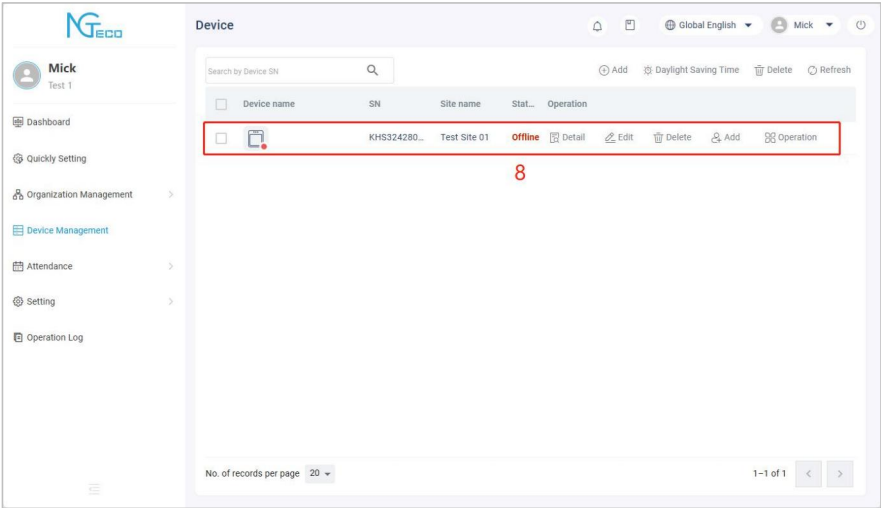 NGTECO
Device
Global English
Mick
Mick
Test 1
Dashboard
Quickly Setting
Organization Management
Device Management
Attendance
Setting
Operation Log
Search by Device SN
Add
Daylight Saving Time
Delete
Refresh
Device name SN Site name Stat... Operation
KHS324280... Test Site 01 Offline Detail Edit Delete Add Operation
8
No. of records per page 20
1–1 of 1